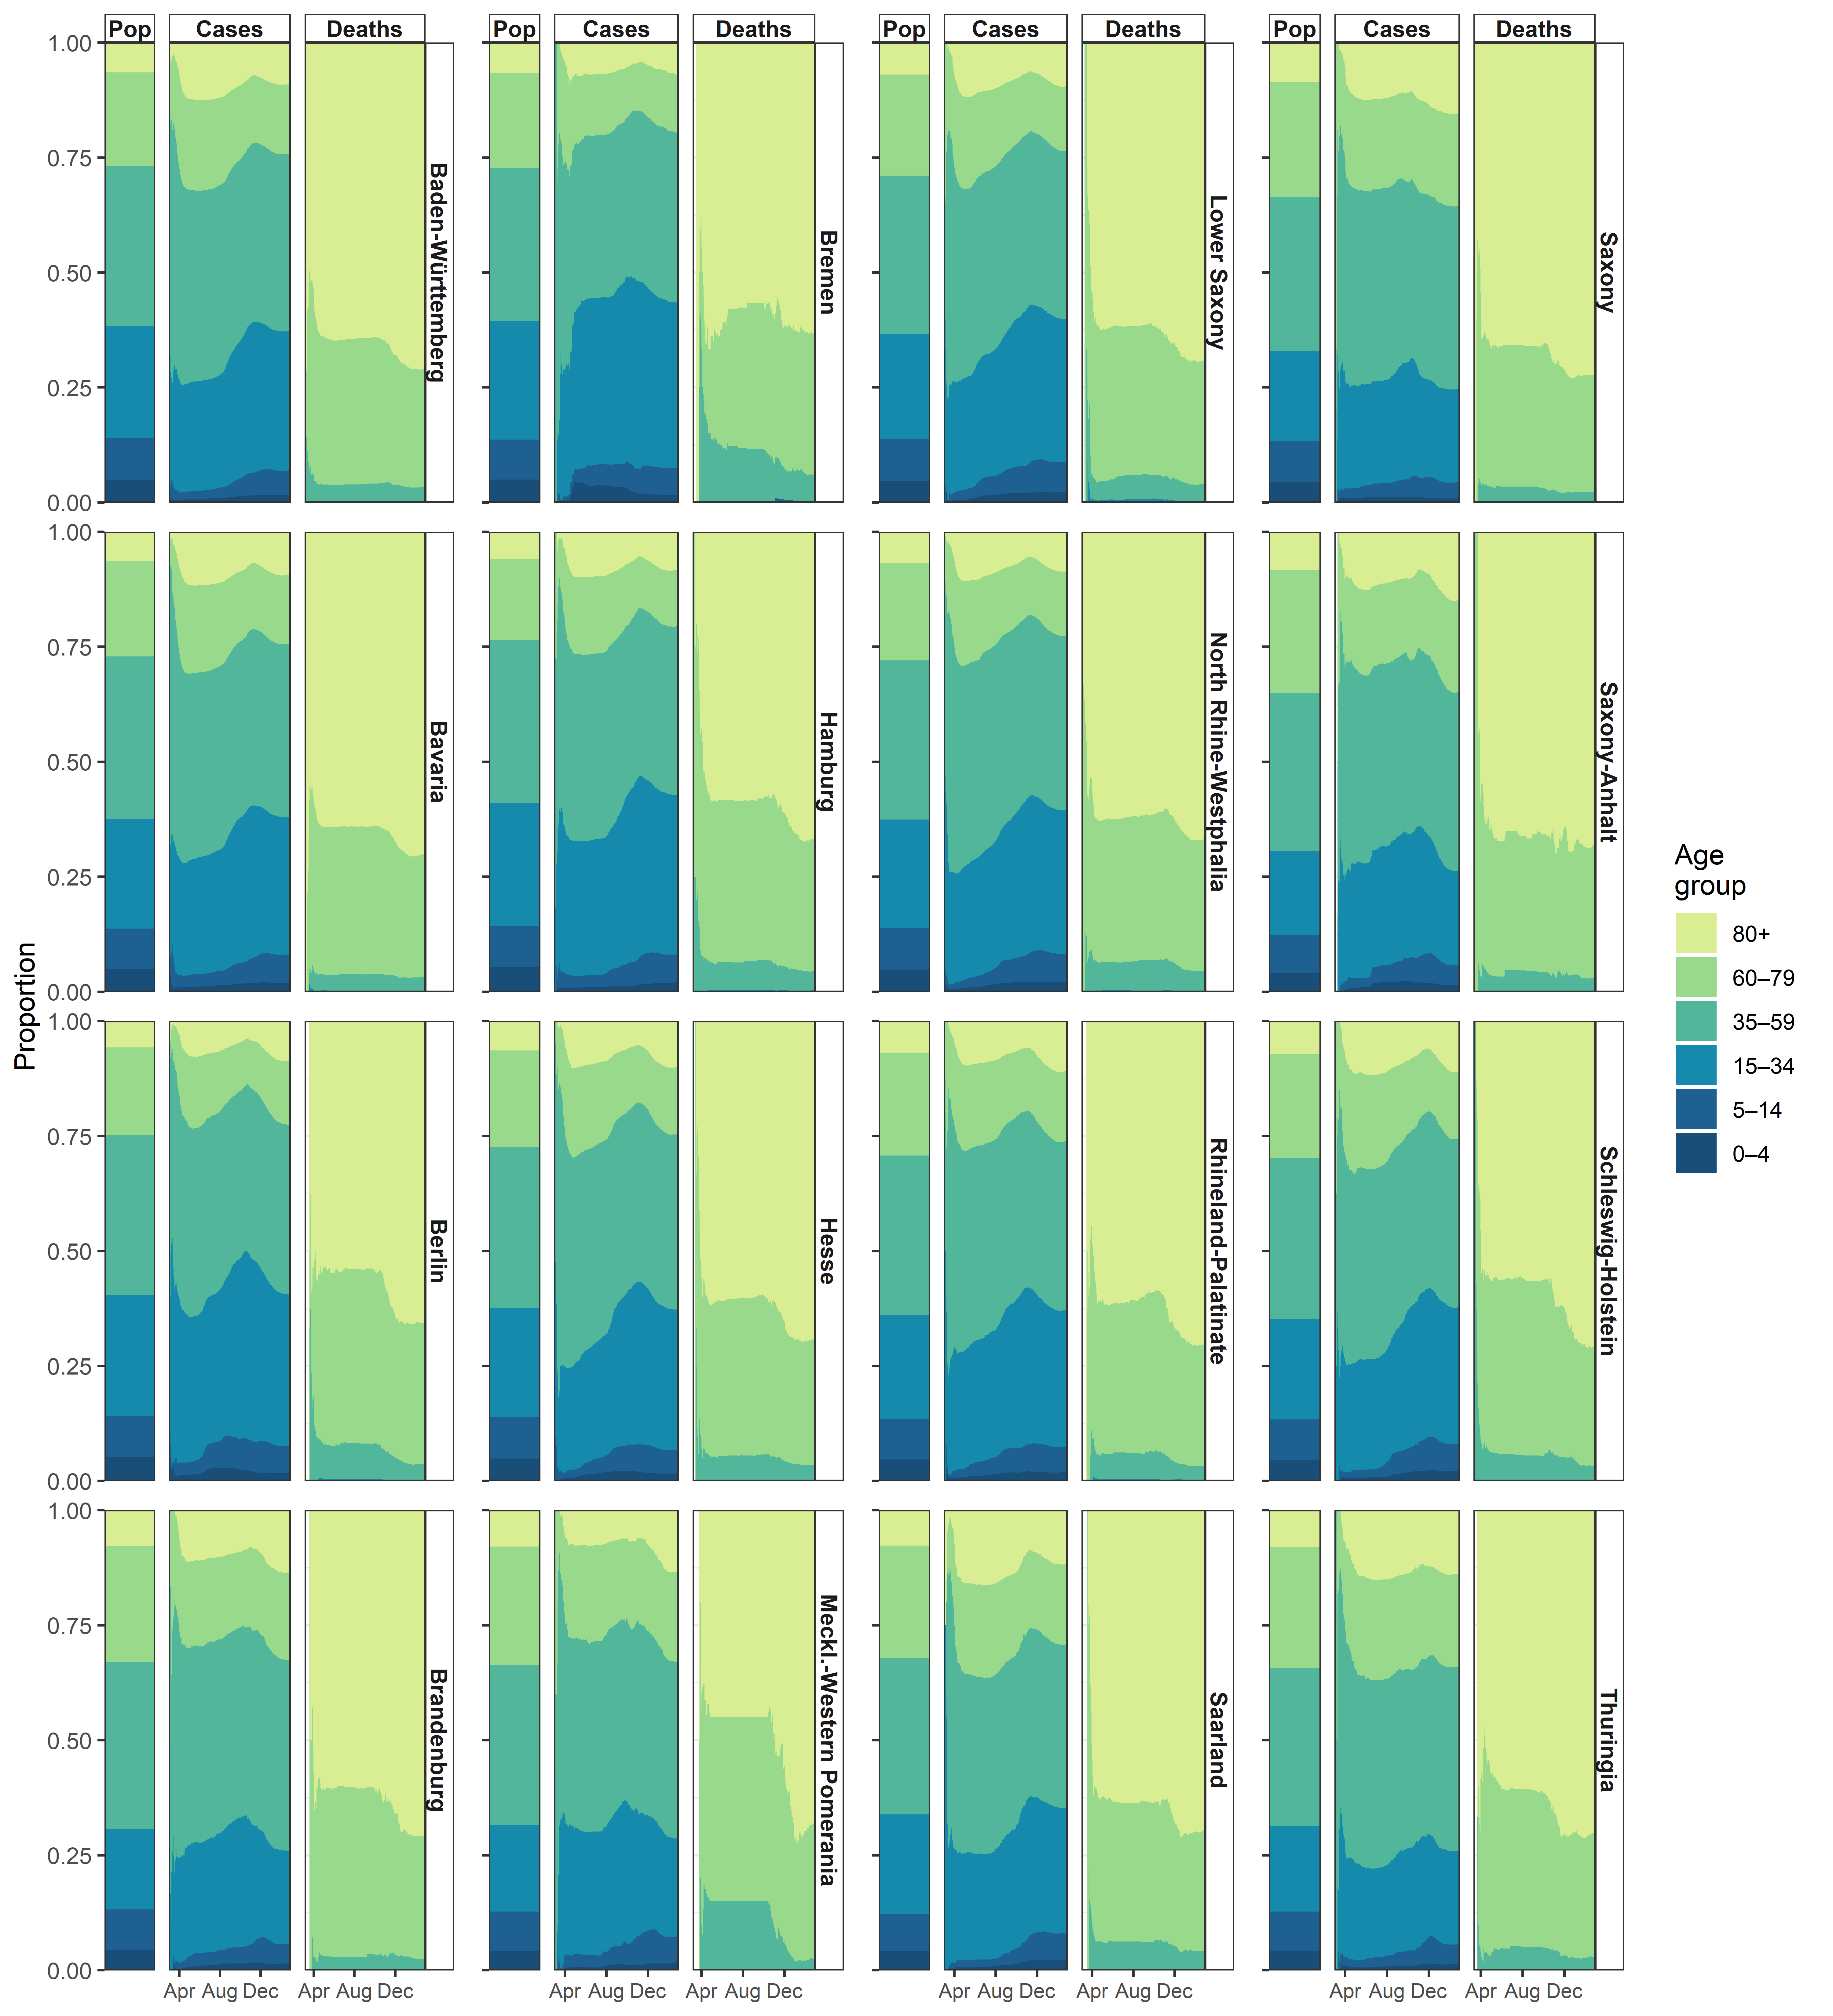 Pop Cases Deaths Pop Cases Deaths Pop Cases Deaths Pop Cases Deaths
1.00
0.75
0.50
0.25
0.00
Baden-Württemberg
Bremen
Lower Saxony
Saxony
1.00
0.75
0.50
0.25
0.00
Bavaria
Hamburg
North Rhine-Westphalia
Saxony-Anhalt
1.00
0.75
0.50
0.25
0.00
Berlin
Hesse
Rhineland-Palatinate
Schleswig-Holstein
1.00
0.75
0.50
0.25
0.00
Brandenburg
Meckl.-Western Pomerania
Saarland
Thuringia
Apr Aug Dec Apr Aug Dec Apr Aug Dec Apr Aug Dec Apr Aug Dec Apr Aug Dec Apr Aug Dec Apr Aug Dec
Proportion
Age
group
80+
60–79
35–59
15–34
5–14
0–4